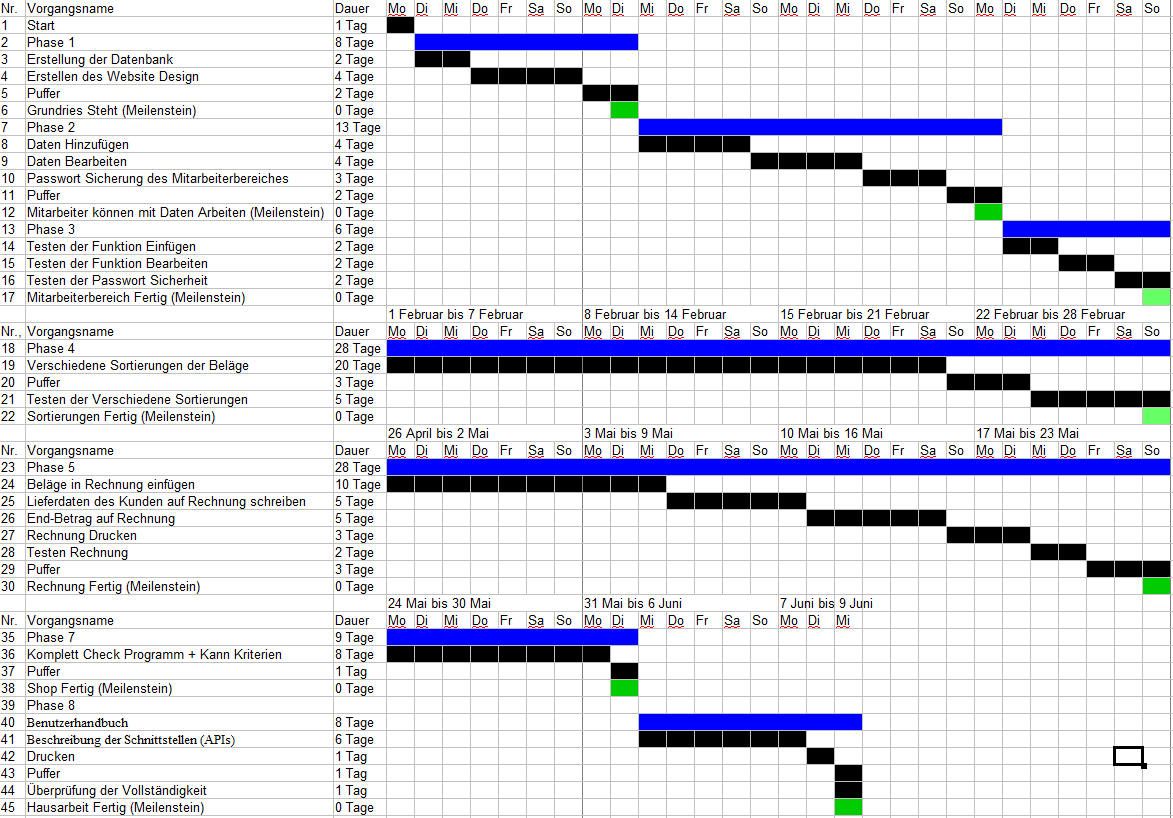 Nr. Vorgangsname Dauer Mo Di Mi Do Fr Sa So Mo Di Mi Do Fr Sa So Mo Di Mi Do Fr Sa So Mo Di Mi Do Fr Sa So
1 Start 1 Tag
2 Phase 1 8 Tage
3 Erstellung der Datenbank 2 Tage
4 Erstellen des Website Design 4 Tage
5 Puffer 2 Tage
6 Grundries Steht (Meilenstein) 0 Tage
7 Phase 2 13 Tage
8 Daten Hinzufügen 4 Tage
9 Daten Bearbeiten 4 Tage
10 Passwort Sicherung des Mitarbeiterbereiches 3 Tage
11 Puffer 2 Tage
12 Mitarbeiter können mit Daten Arbeiten (Meilenstein) 0 Tage
13 Phase 3 6 Tage
14 Testen der Funktion Einfügen 2 Tage
15 Testen der Funktion Bearbeiten 2 Tage
16 Testen der Passwort Sicherheit 2 Tage
17 Mitarbeiterbereich Fertig (Meilenstein) 0 Tage
1 Februar bis 7 Februar 8 Februar bis 14 Februar 15 Februar bis 21 Februar 22 Februar bis 28 Februar
Nr., Vorgangsname Dauer Mo Di Mi Do Fr Sa So Mo Di Mi Do Fr Sa So Mo Di Mi Do Fr Sa So Mo Di Mi Do Fr Sa So
18 Phase 4 28 Tage
19 Verschiedene Sortierungen der Beläge 20 Tage
20 Puffer 3 Tage
21 Testen der Verschiedene Sortierungen 5 Tage
22 Sortierungen Fertig (Meilenstein) 0 Tage
26 April bis 2 Mai 3 Mai bis 9 Mai 10 Mai bis 16 Mai 17 Mai bis 23 Mai
Nr. Vorgangsname Dauer Mo Di Mi Do Fr Sa So Mo Di Mi Do Fr Sa So Mo Di Mi Do Fr Sa So Mo Di Mi Do Fr Sa So
23 Phase 5 28 Tage
24 Beläge in Rechnung einfügen 10 Tage
25 Lieferdaten des Kunden auf Rechnung schreiben 5 Tage
26 End-Betrag auf Rechnung 5 Tage
27 Rechnung Drucken 3 Tage
28 Testen Rechnung 2 Tage
29 Puffer 3 Tage
30 Rechnung Fertig (Meilenstein) 0 Tage
24 Mai bis 30 Mai 31 Mai bis 6 Juni 7 Juni bis 9 Juni
Nr. Vorgangsname Dauer Mo Di Mi Do Fr Sa So Mo Di Mi Do Fr Sa So Mo Di Mi
35 Phase 7 9 Tage
36 Komplett Check Programm + Kann Kriterien 8 Tage
37 Puffer 1 Tag
38 Shop Fertig (Meilenstein) 0 Tage
39 Phase 8
40 Benutzerhandbuch 8 Tage
41 Beschreibung der Schnittstellen (APIs) 6 Tage
42 Drucken 1 Tag
43 Puffer 1 Tag
44 Überprüfung der Vollständigkeit 1 Tag
45 Hausarbeit Fertig (Meilenstein) 0 Tage